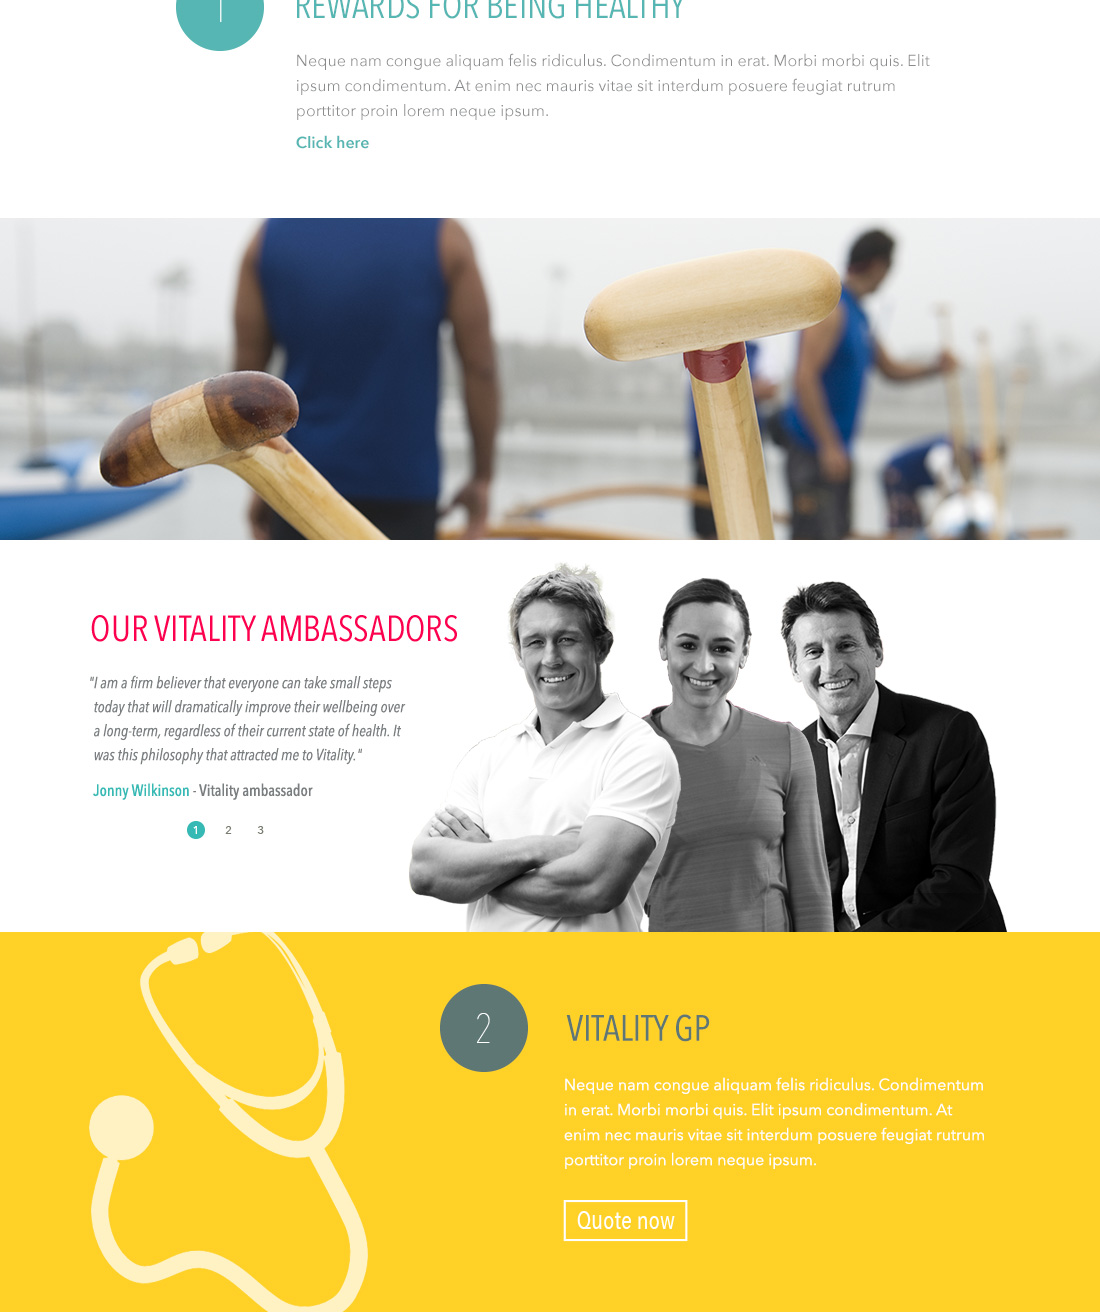 1
REWARDS FOR BEING HEALTHY
Neque nam congue aliquam felis ridiculus. Condimentum in erat. Morbi morbi quis. Elit
ipsum condimentum. At enim nec mauris vitae sit interdum posuere feugiat rutrum
porttitor proin lorem neque ipsum.
Click here
OUR VITALITY AMBASSADORS
"I am a firm believer that everyone can take small steps
today that will dramatically improve their wellbeing over
a long-term, regardless of their current state of health. It
was this philosophy that attracted me to Vitality."
Jonny Wilkinson - Vitality ambassador
1 2 3
2
VITALITY GP
Neque nam congue aliquam felis ridiculus. Condimentum
in erat. Morbi morbi quis. Elit ipsum condimentum. At
enim nec mauris vitae sit interdum posuere feugiat rutrum
porttitor proin lorem neque ipsum.
Quote now